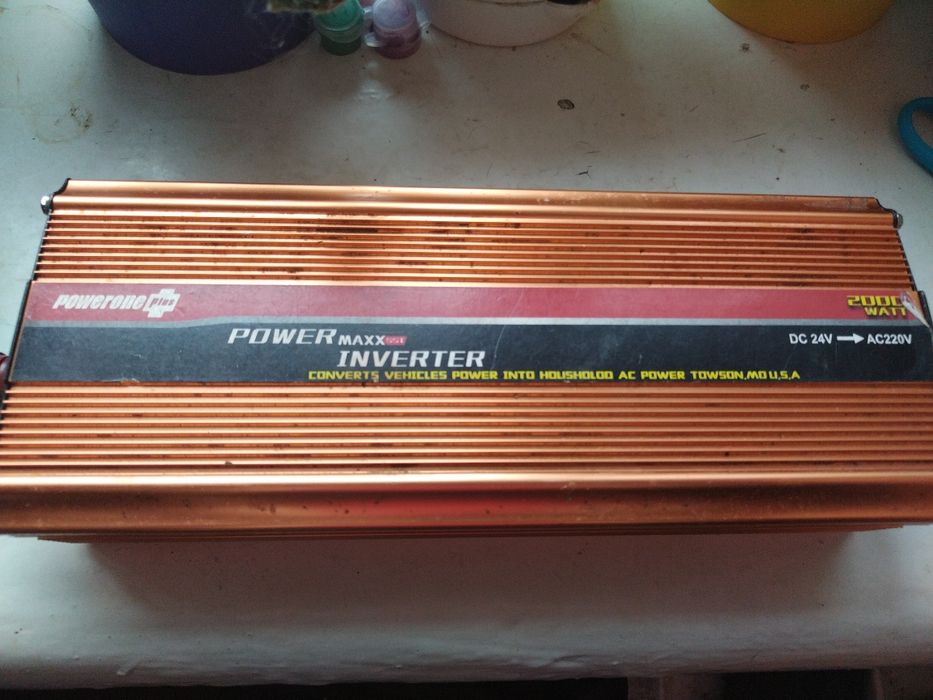 powerone plus
2000
WATT
POWER MAXX SST
INVERTER
DC 24V → AC220V
CONVERTS VEHICLES POWER INTO HOUSHOLOD AC POWER TOWSON,MD U,S,A